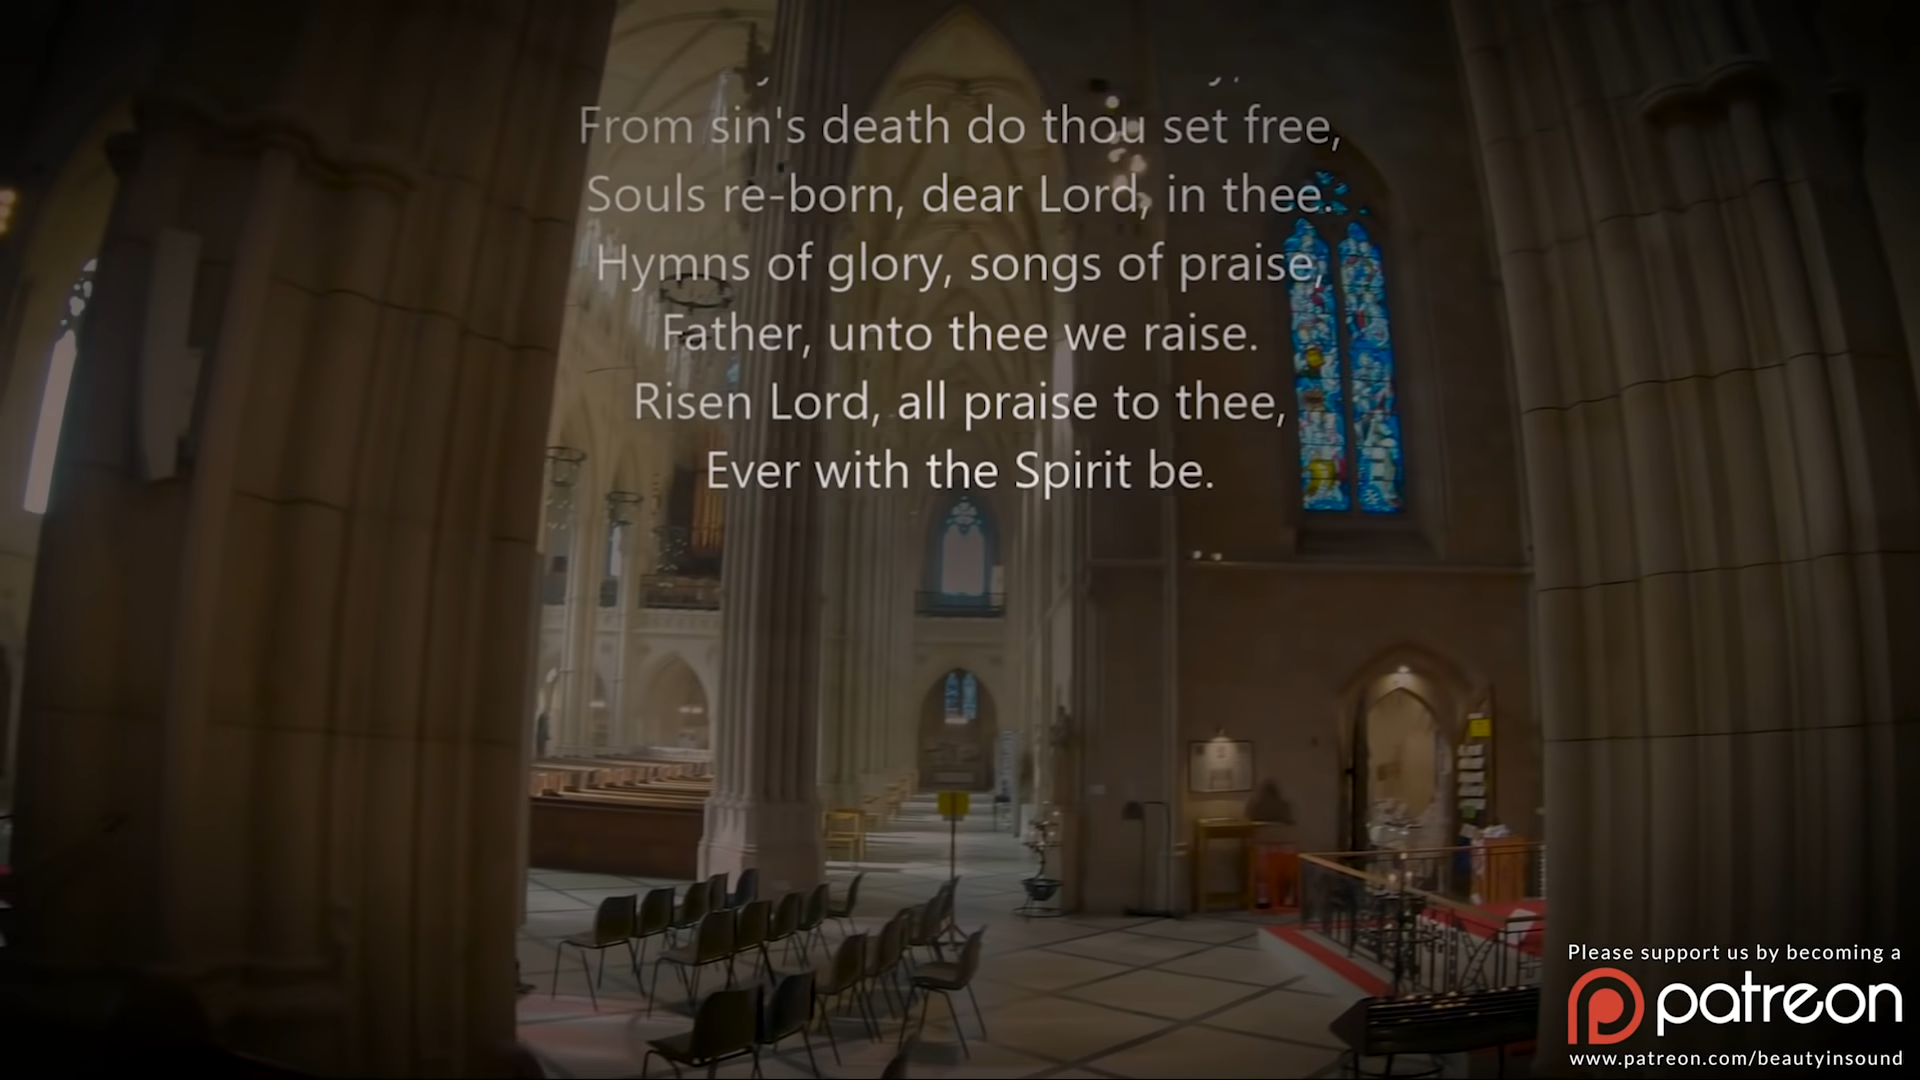 From sin's death do thou set free,
Souls re-born, dear Lord, in thee.
Hymns of glory, songs of praise,
Father, unto thee we raise.
Risen Lord, all praise to thee,
Ever with the Spirit be.
Please support us by becoming a
patreon
www.patreon.com/beautyinsound